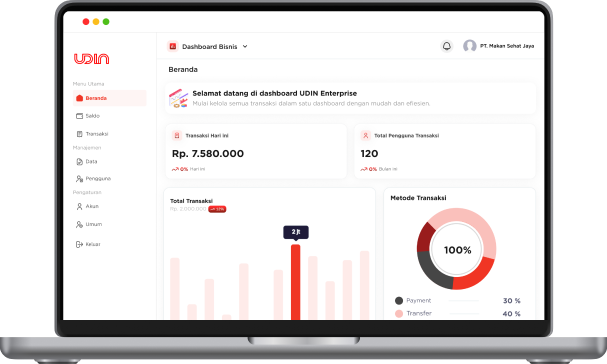 UDIN
Menu Utama
Beranda
Saldo
Transaksi
Manajemen
Data
Pengguna
Pengaturan
Akun
Umum
Keluar
Dashboard Bisnis
PT. Makan Sehat Jaya
Beranda
Selamat datang di dashboard UDIN Enterprise
Mulai kelola semua transaksi dalam satu dashboard dengan mudah dan efiesien.
Transaksi Hari ini
Rp. 7.580.000
0% Hari ini
Total Pengguna Transaksi
120
0% Bulan ini
Total Transaksi
Rp. 2.000.000
2 jt
Metode Transaksi
100%
Payment 30 %
Transfer 40 %